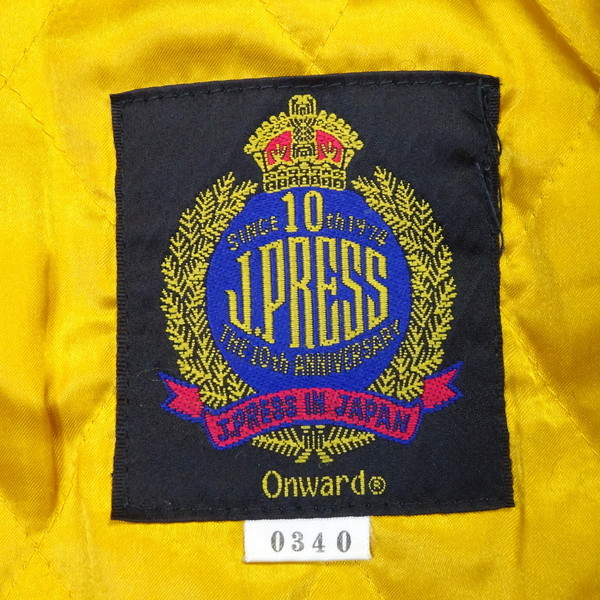 10
SINCE th 1974
J.PRESS
THE 10th ANNIVERSARY
J.PRESS IN JAPAN
Onward®
0340